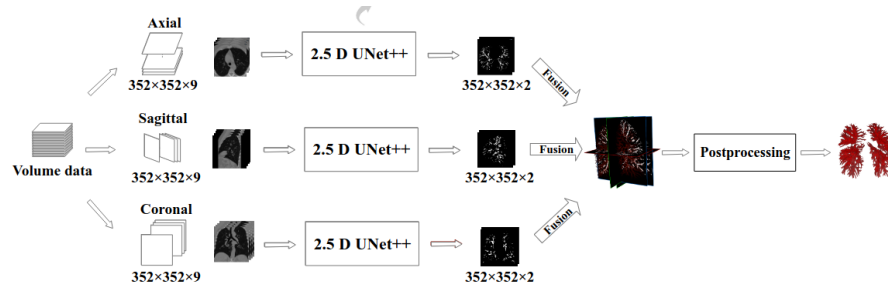 Axial
352×352×9
2.5 D UNet++
352×352×2
Fusion
Volume data
Sagittal
352×352×9
2.5 D UNet++
352×352×2
Fusion
Postprocessing
Coronal
352×352×9
2.5 D UNet++
352×352×2
Fusion